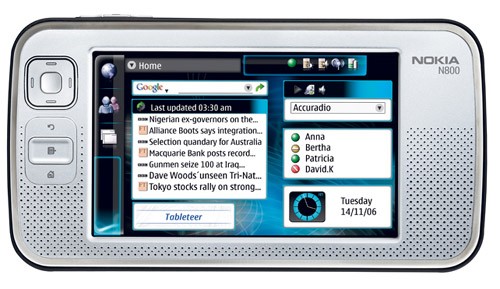 NOKIA
N800
Home
Google
Last updated 03:30 am
Nigerian ex-governors on the...
Alliance Boots says integration...
Selection quandary for Australia
Macquarie Bank posts record...
Gunmen seize 100 at Iraq...
Dave Woods´unseen Tri-Nat...
Tokyo stocks rally on strong...
Tableteer
Accuradio
Anna
Bertha
Patricia
David.K
Tuesday
14/11/06